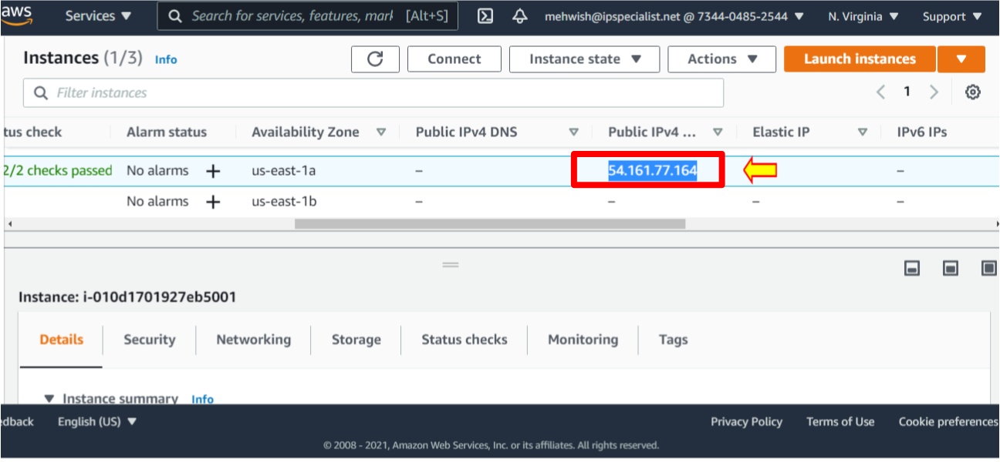 aws Services ▼ Search for services, features, mark [Alt+S] mehwish@ipspecialist.net @ 7344-0485-2544 ▼ N. Virginia ▼ Support ▼
Instances (1/3) Info Connect Instance state ▼ Actions ▼ Launch instances ▼
Filter instances 1
tus check Alarm status Availability Zone Public IPv4 DNS Public IPv4 ... Elastic IP IPv6 IPs
2/2 checks passed No alarms + us-east-1a – 54.161.77.164 –
No alarms + us-east-1b – – – –
Instance: i-010d1701927eb5001
Details Security Networking Storage Status checks Monitoring Tags
▼ Instance summary Info
edback English (US) ▼ Privacy Policy Terms of Use Cookie preferences
© 2008 - 2021, Amazon Web Services, Inc. or its affiliates. All rights reserved.